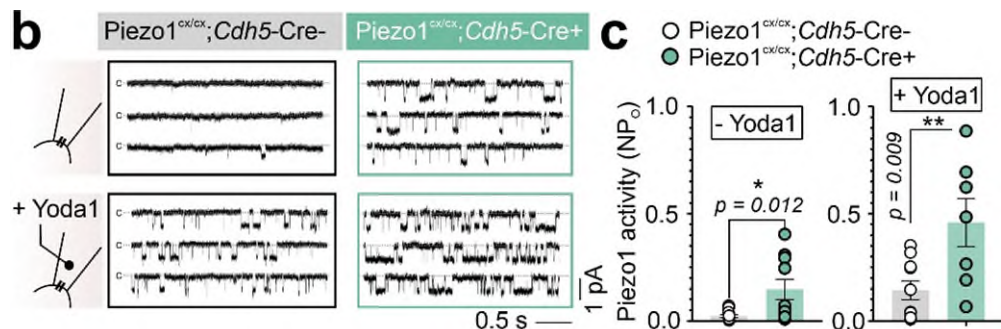 b
Piezo1cx/cx;Cdh5-Cre-
Piezo1cx/cx;Cdh5-Cre+
c
c
c
+ Yoda1
c
c
c
c
c
c
c
c
c
0.5 s
1 pA
c
Piezo1cx/cx;Cdh5-Cre-
Piezo1cx/cx;Cdh5-Cre+
Piezo1 activity (NPO)
1.0
0.5
0.0
- Yoda1
*
p = 0.012
1.0
0.5
0.0
+ Yoda1
**
p = 0.009